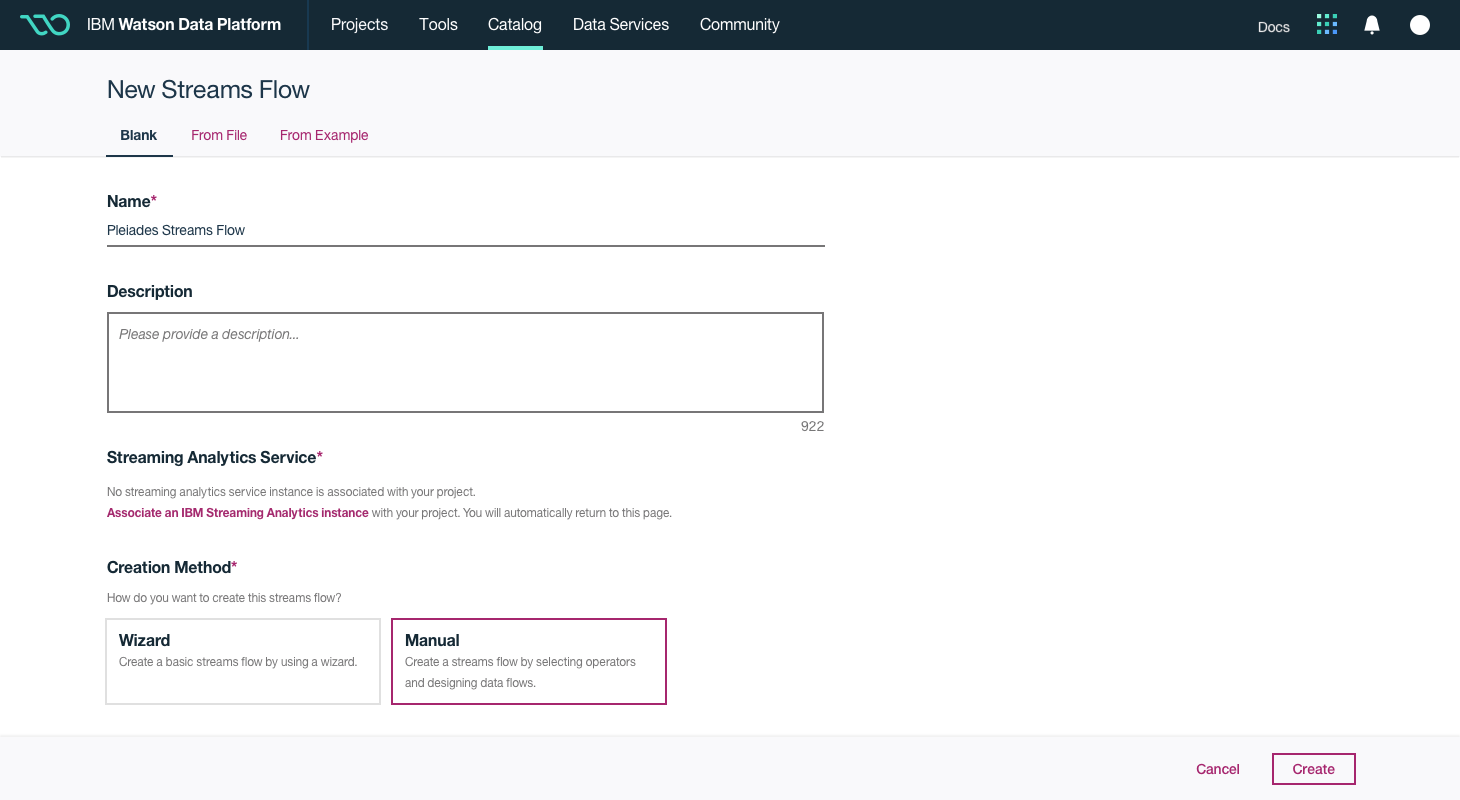 IBM Watson Data Platform Projects Tools Catalog Data Services Community Docs
New Streams Flow
Blank From File From Example
Name*
Pleiades Streams Flow
Description
Please provide a description...
922
Streaming Analytics Service*
No streaming analytics service instance is associated with your project.
Associate an IBM Streaming Analytics instance with your project. You will automatically return to this page.
Creation Method*
How do you want to create this streams flow?
Wizard
Create a basic streams flow by using a wizard.
Manual
Create a streams flow by selecting operators
and designing data flows.
Cancel Create